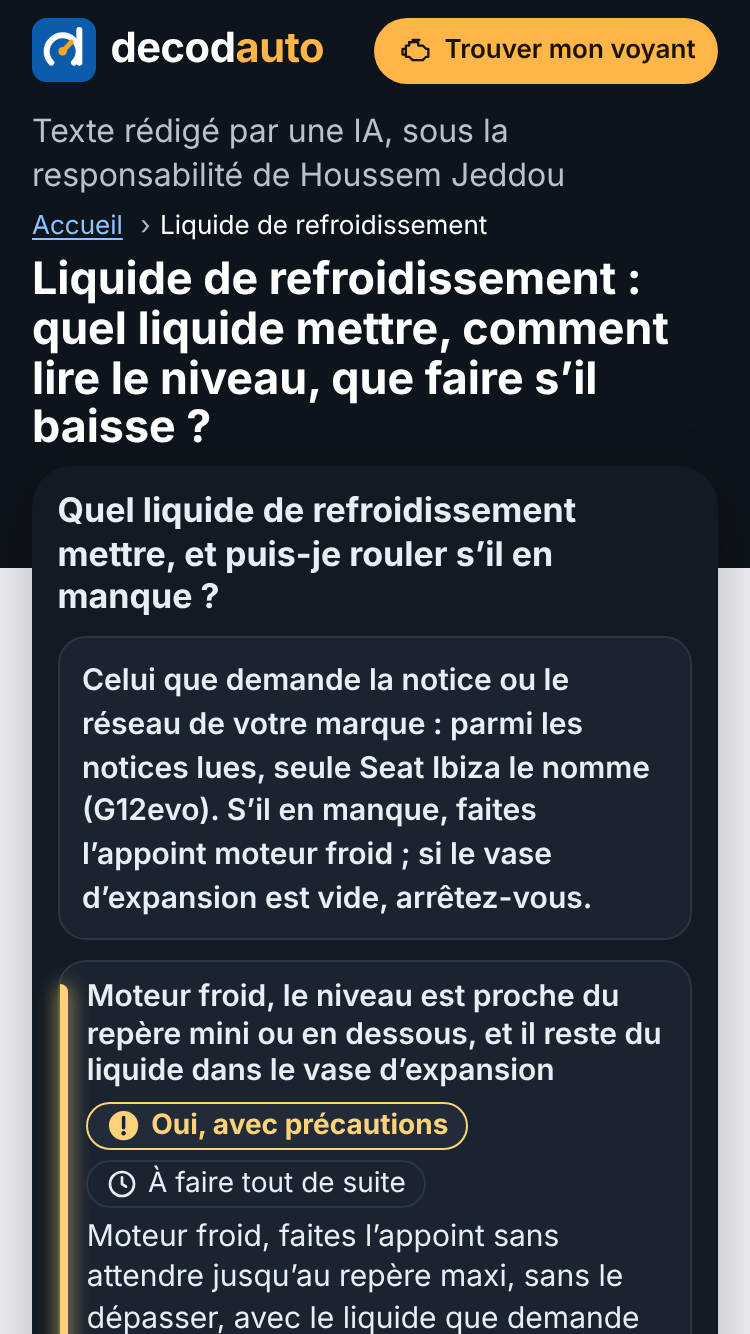 decodauto
Trouver mon voyant
Texte rédigé par une IA, sous la
responsabilité de Houssem Jeddou
Accueil › Liquide de refroidissement
Liquide de refroidissement :
quel liquide mettre, comment
lire le niveau, que faire s’il
baisse ?
Quel liquide de refroidissement
mettre, et puis-je rouler s’il en
manque ?
Celui que demande la notice ou le
réseau de votre marque : parmi les
notices lues, seule Seat Ibiza le nomme
(G12evo). S’il en manque, faites
l’appoint moteur froid ; si le vase
d’expansion est vide, arrêtez-vous.
Moteur froid, le niveau est proche du
repère mini ou en dessous, et il reste du
liquide dans le vase d’expansion
Oui, avec précautions
À faire tout de suite
Moteur froid, faites l’appoint sans
attendre jusqu’au repère maxi, sans le
dépasser, avec le liquide que demande